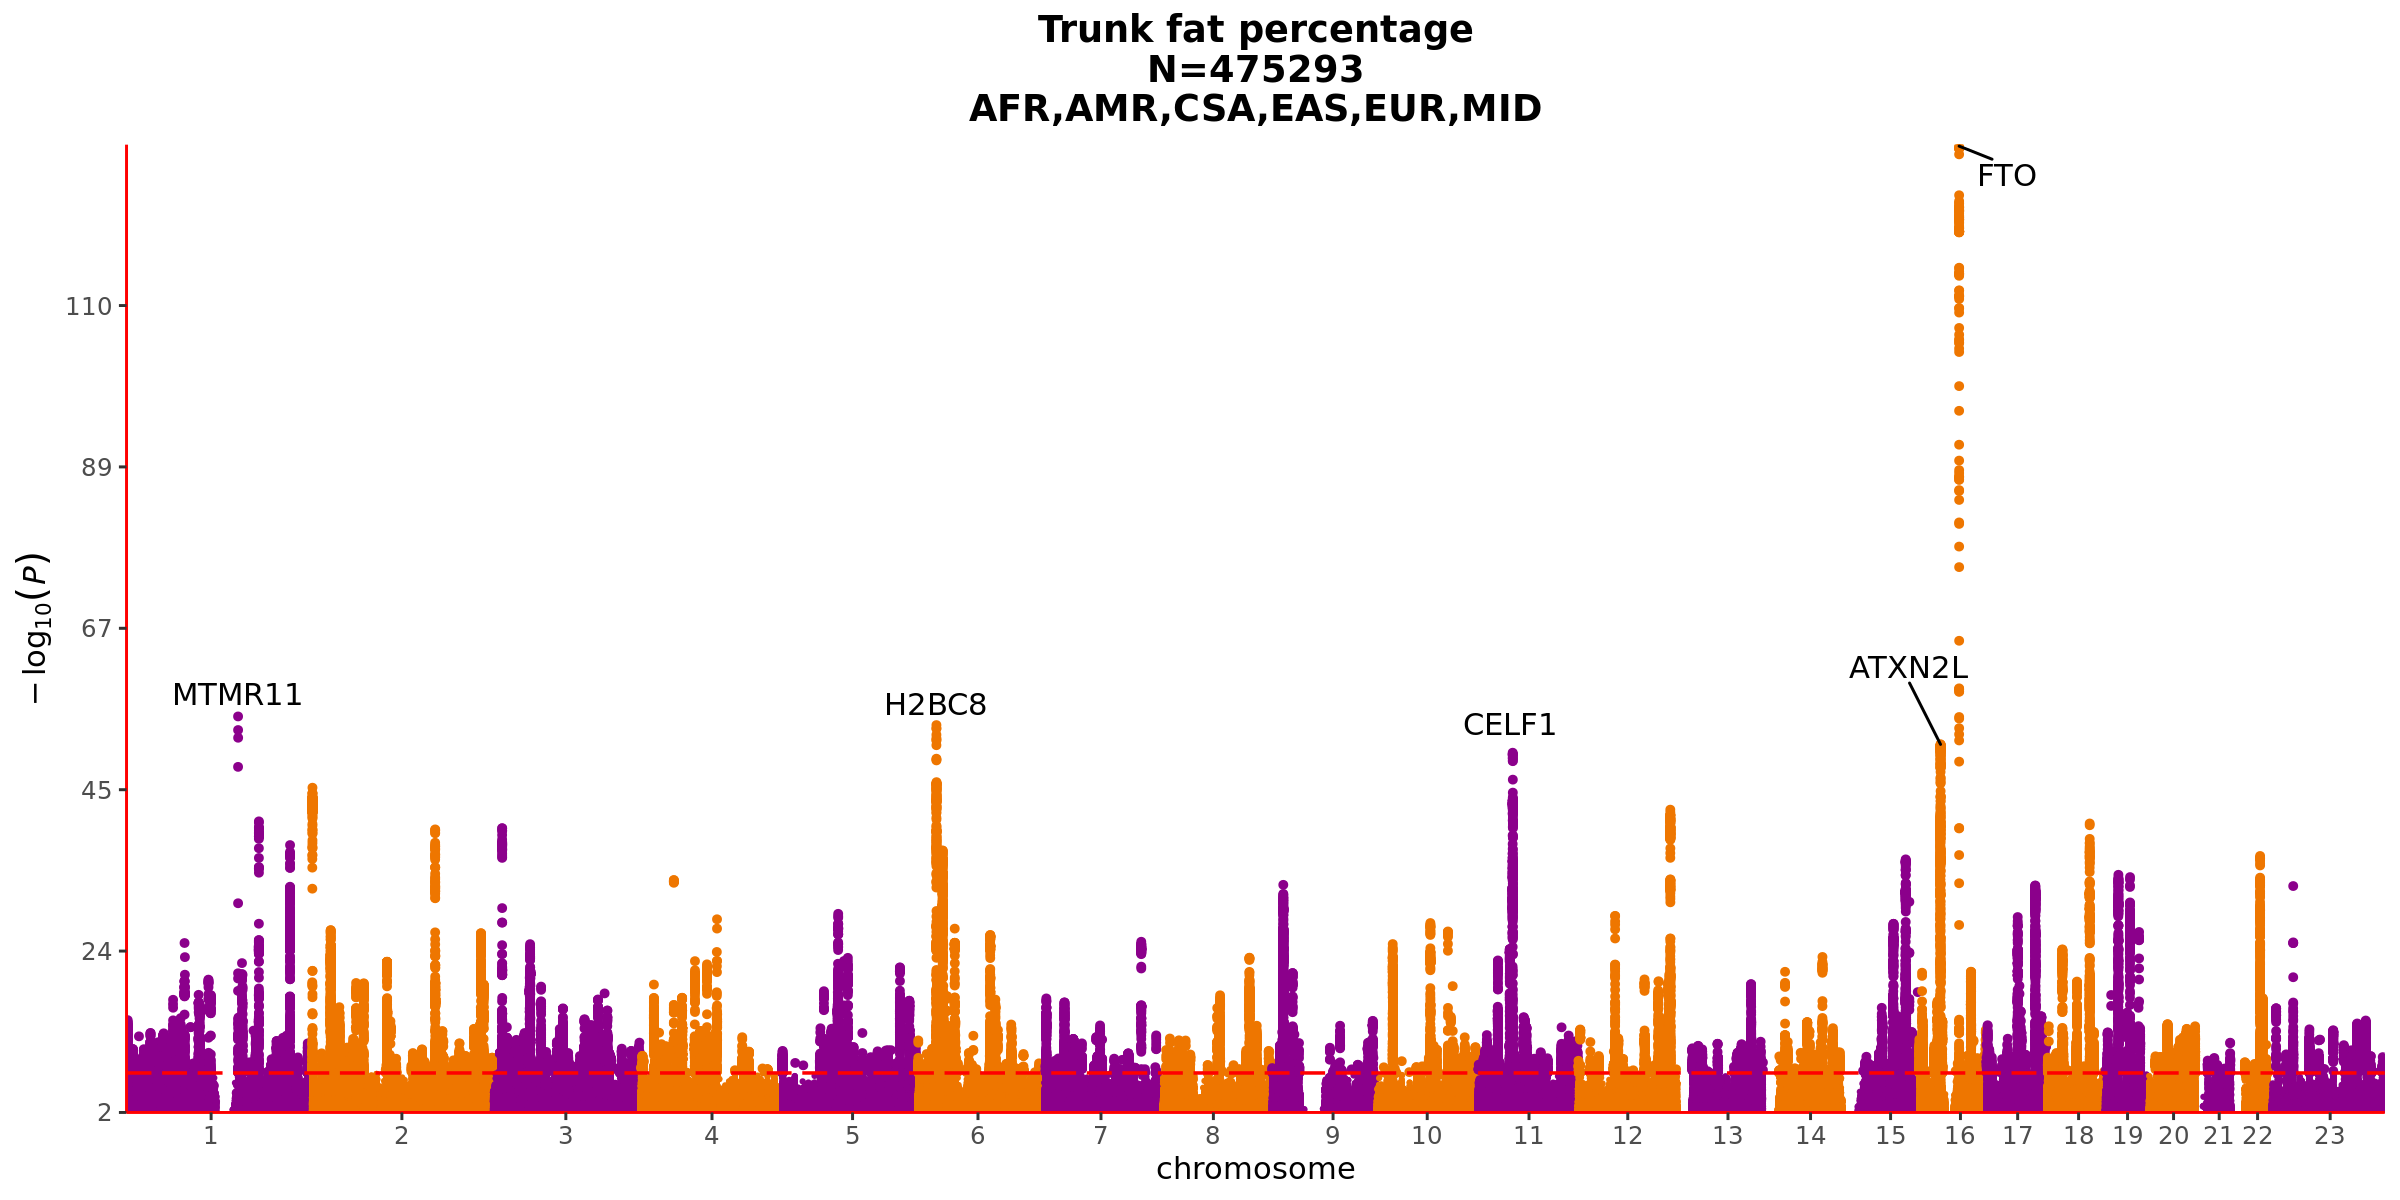 Trunk fat percentage
N=475293
AFR,AMR,CSA,EAS,EUR,MID
FTO
110
89
−log10(P)
67
ATXN2L
MTMR11
H2BC8
CELF1
45
24
2
1 2 3 4 5 6 7 8 9 10 11 12 13 14 15 16 17 18 19 20 21 22 23
chromosome